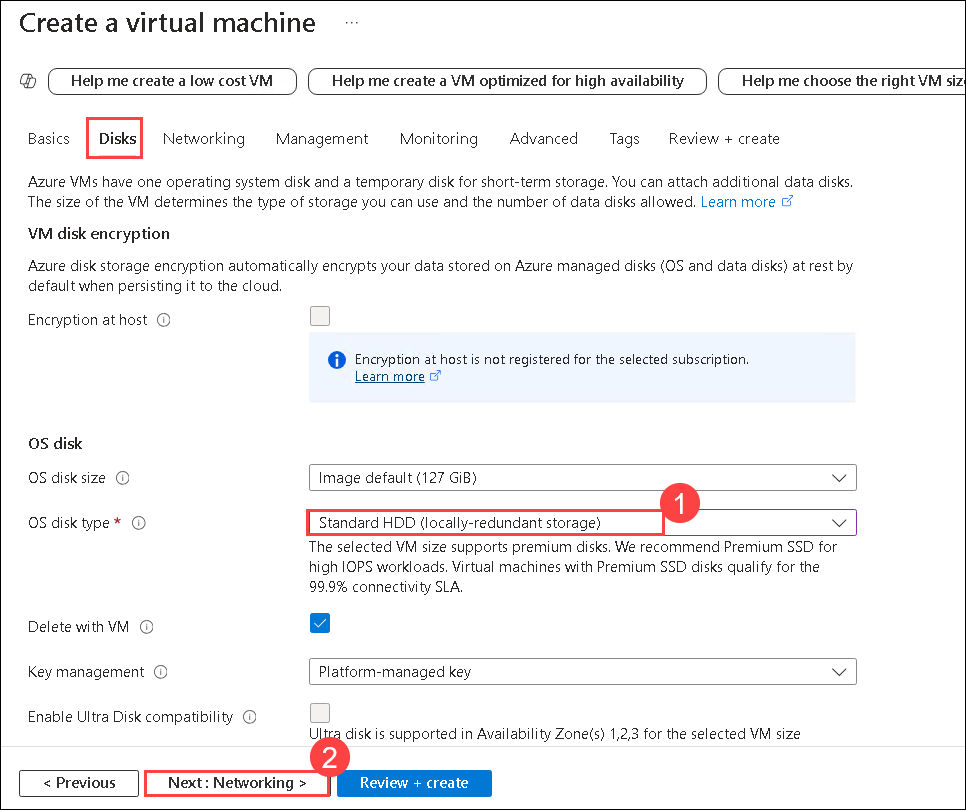 Create a virtual machine ...
Help me create a low cost VM
Help me create a VM optimized for high availability
Help me choose the right VM size
Basics Disks Networking Management Monitoring Advanced Tags Review + create
Azure VMs have one operating system disk and a temporary disk for short-term storage. You can attach additional data disks.
The size of the VM determines the type of storage you can use and the number of data disks allowed. Learn more
VM disk encryption
Azure disk storage encryption automatically encrypts your data stored on Azure managed disks (OS and data disks) at rest by
default when persisting it to the cloud.
Encryption at host
Encryption at host is not registered for the selected subscription.
Learn more
OS disk
OS disk size
Image default (127 GiB)
1
OS disk type *
Standard HDD (locally-redundant storage)
The selected VM size supports premium disks. We recommend Premium SSD for
high IOPS workloads. Virtual machines with Premium SSD disks qualify for the
99.9% connectivity SLA.
Delete with VM
Key management
Platform-managed key
Enable Ultra Disk compatibility
Ultra disk is supported in Availability Zone(s) 1,2,3 for the selected VM size
2
< Previous
Next : Networking >
Review + create